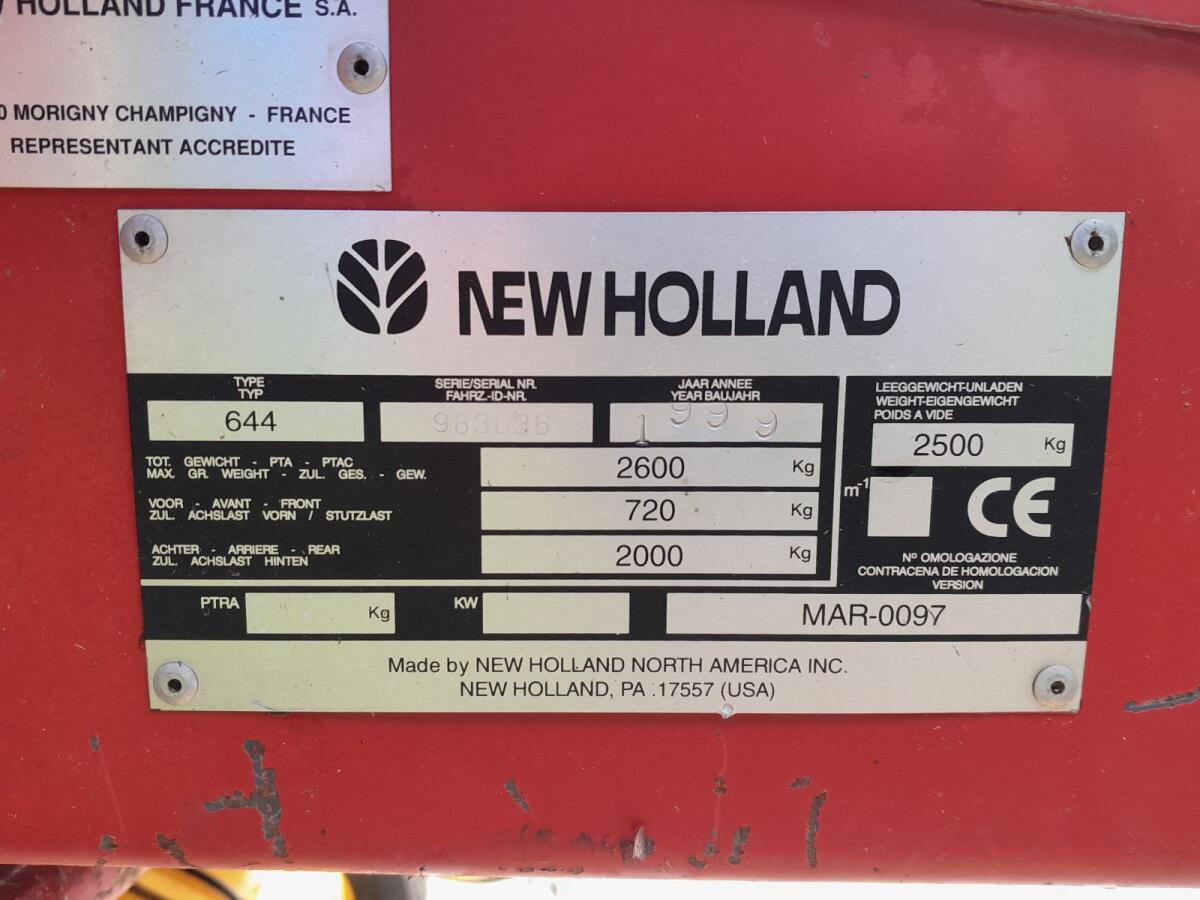 HOLLAND FRANCE S.A.
0 MORIGNY CHAMPIGNY - FRANCE
REPRESENTANT ACCREDITE
NEW HOLLAND
TYPE
TYP
644
SERIE/SERIAL NR.
FAHRZ.-ID-NR.
983636
JAAR ANNEE
YEAR BAUJAHR
1999
LEEGGEWICHT-UNLADEN
WEIGHT-EIGENGEWICHT
POIDS A VIDE
2500 Kg
TOT. GEWICHT - PTA - PTAC
MAX. GR. WEIGHT - ZUL. GES. - GEW.
2600 Kg
VOOR - AVANT - FRONT
ZUL. ACHSLAST VORN / STUTZLAST
720 Kg
ACHTER - ARRIERE - REAR
ZUL. ACHSLAST HINTEN
2000 Kg
m-1
CE
Nº OMOLOGAZIONE
CONTRACENA DE HOMOLOGACION
VERSION
PTRA Kg
KW
MAR-0097
Made by NEW HOLLAND NORTH AMERICA INC.
NEW HOLLAND, PA 17557 (USA)